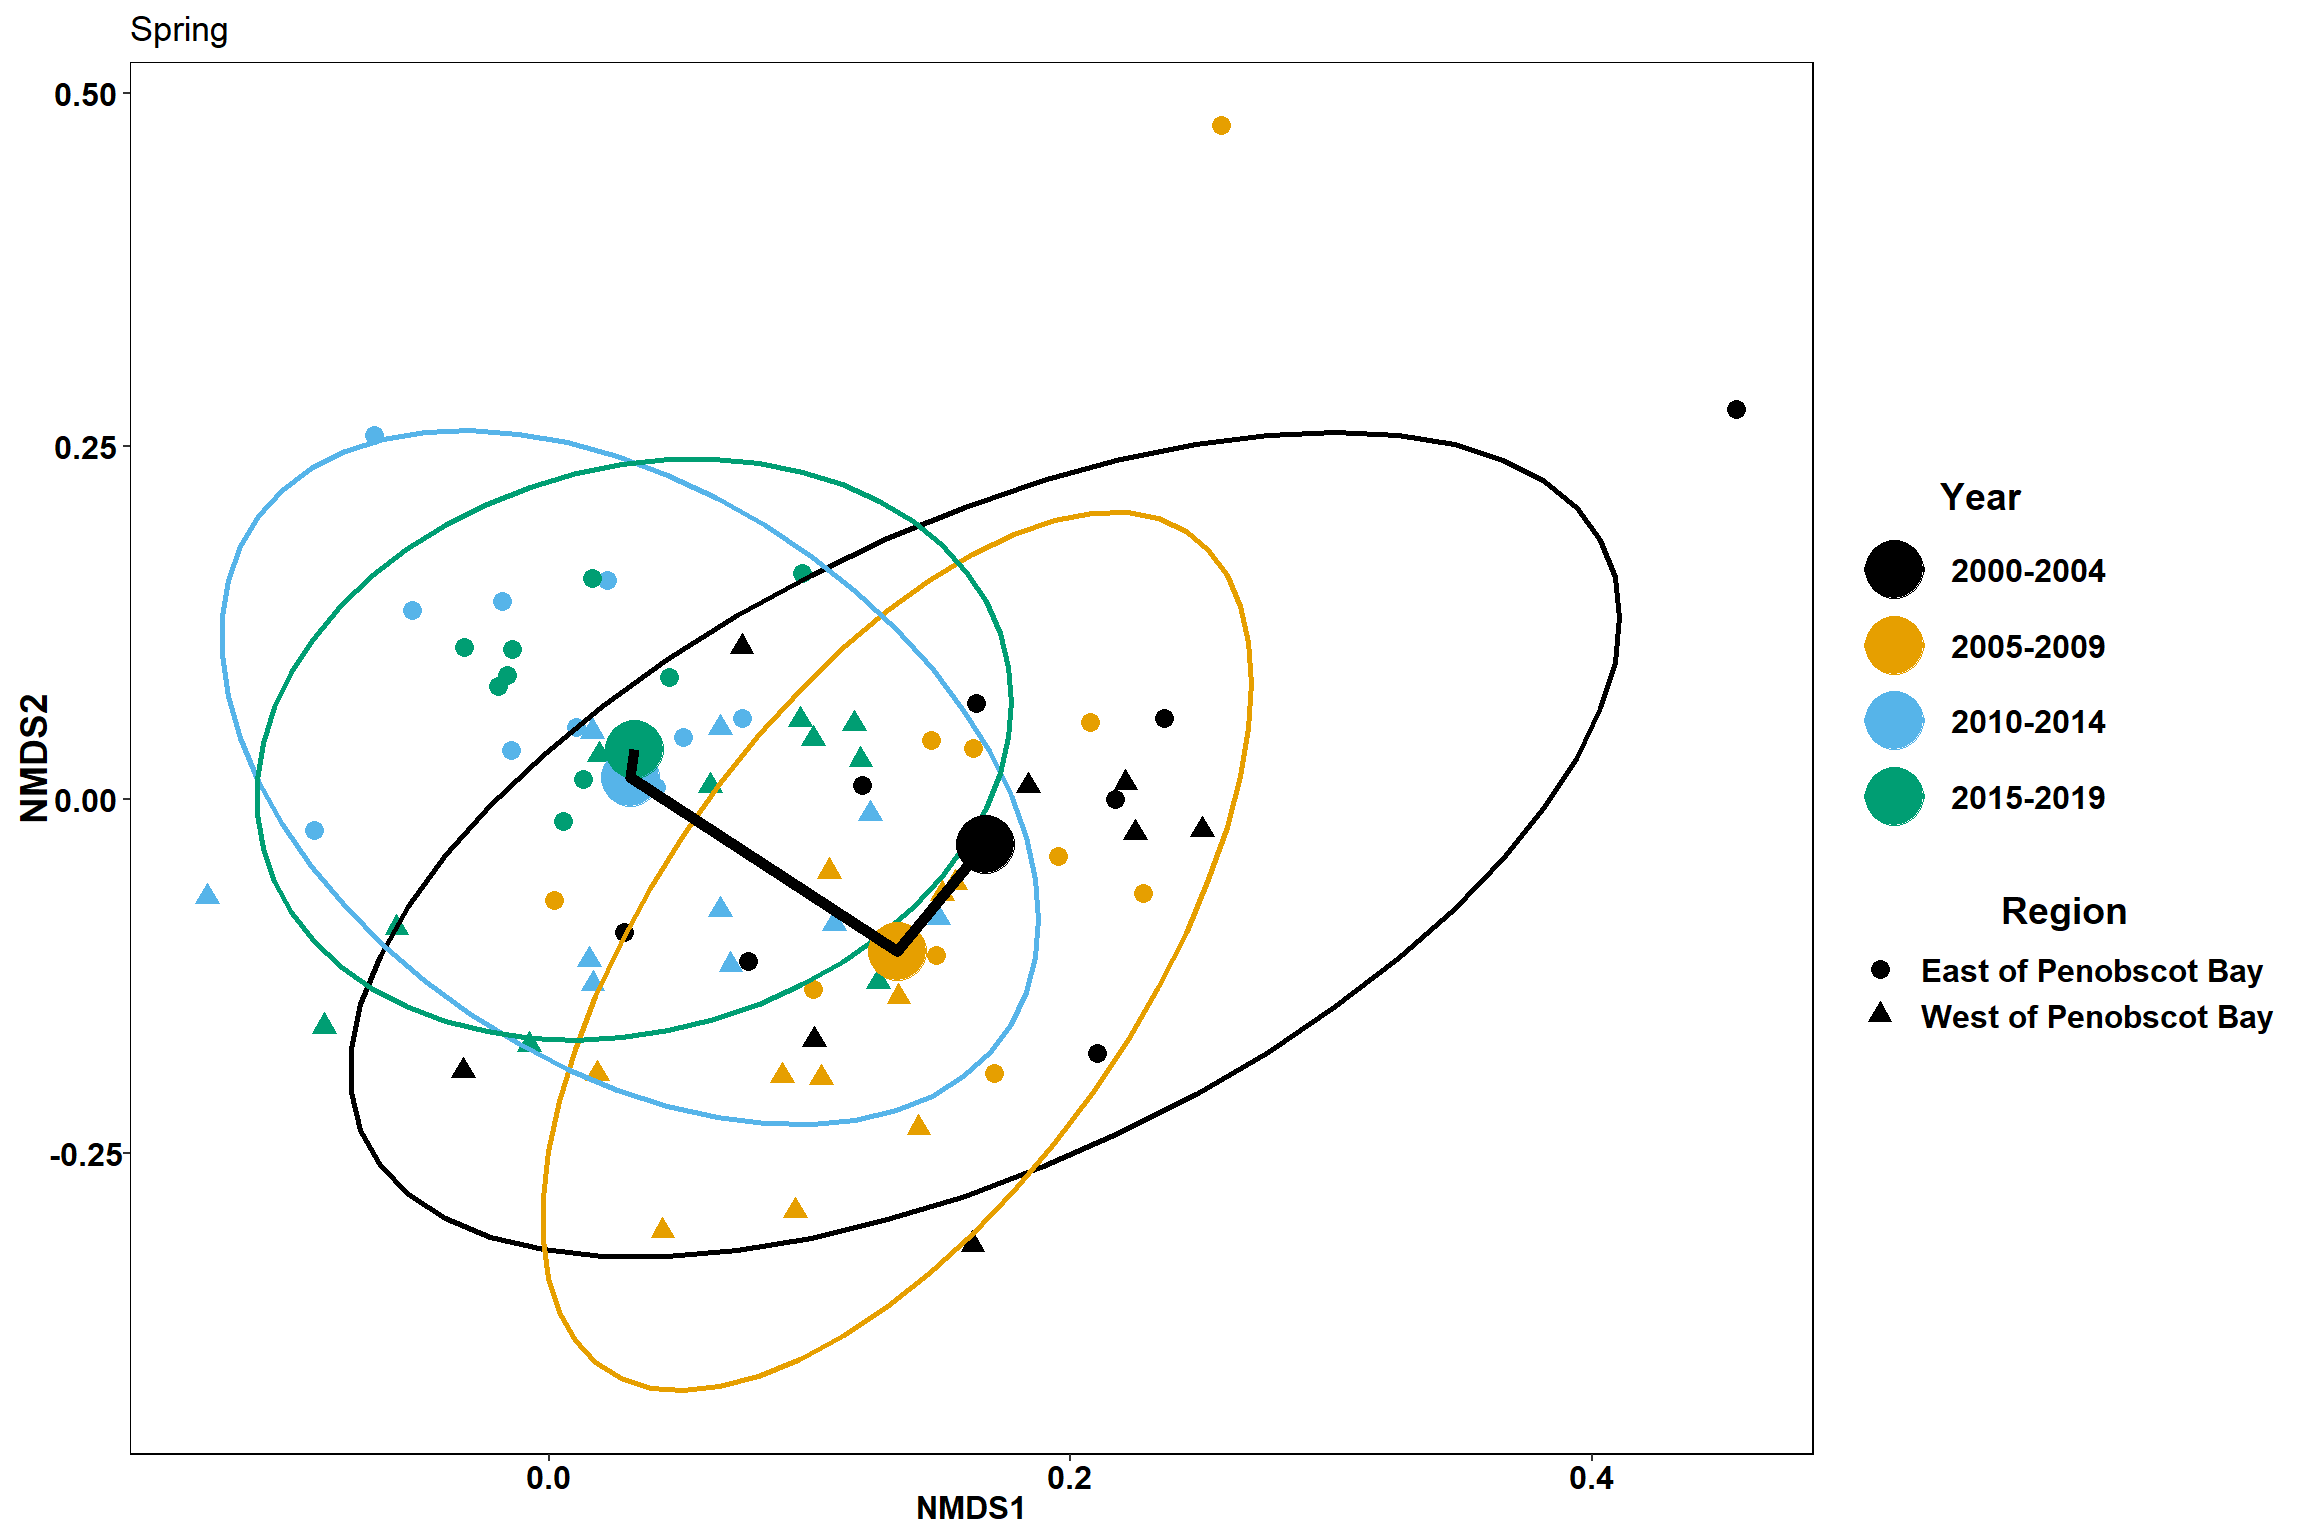 Spring
0.50
0.25
0.00
-0.25
NMDS2
0.0
0.2
0.4
NMDS1
Year
2000-2004
2005-2009
2010-2014
2015-2019
Region
East of Penobscot Bay
West of Penobscot Bay